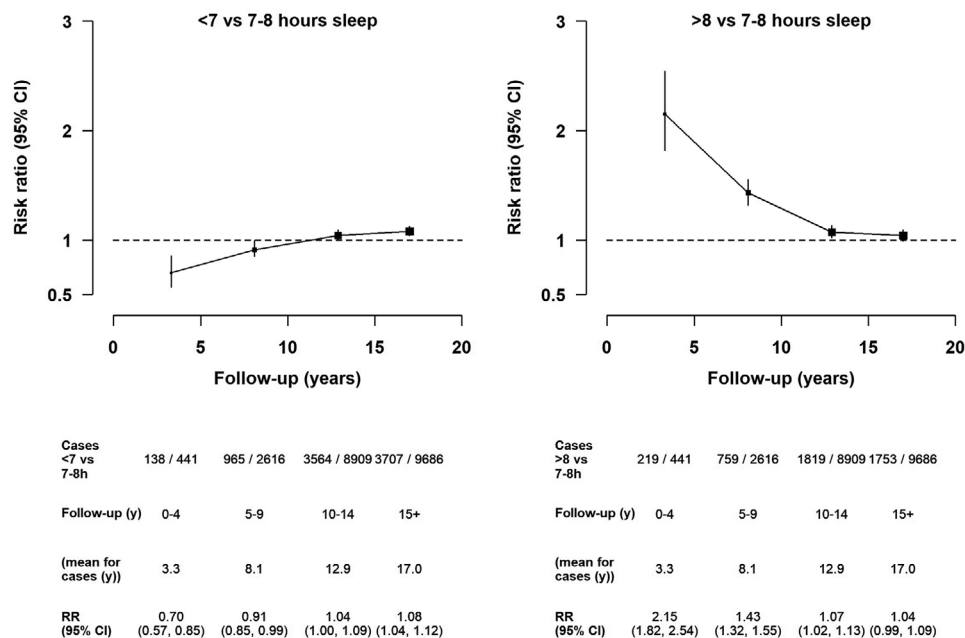 <7 vs 7-8 hours sleep
3
2
1
0.5
Risk ratio (95% CI)
0 5 10 15 20
Follow-up (years)
Cases
<7 vs
7-8h
138 / 441 965 / 2616 3564 / 8909 3707 / 9686
Follow-up (y) 0-4 5-9 10-14 15+
(mean for
cases (y)) 3.3 8.1 12.9 17.0
RR 0.70 0.91 1.04 1.08
(95% CI) (0.57, 0.85) (0.85, 0.99) (1.00, 1.09) (1.04, 1.12)
>8 vs 7-8 hours sleep
3
2
1
0.5
Risk ratio (95% CI)
0 5 10 15 20
Follow-up (years)
Cases
>8 vs
7-8h
219 / 441 759 / 2616 1819 / 8909 1753 / 9686
Follow-up (y) 0-4 5-9 10-14 15+
(mean for
cases (y)) 3.3 8.1 12.9 17.0
RR 2.15 1.43 1.07 1.04
(95% CI) (1.82, 2.54) (1.32, 1.55) (1.02, 1.13) (0.99, 1.09)